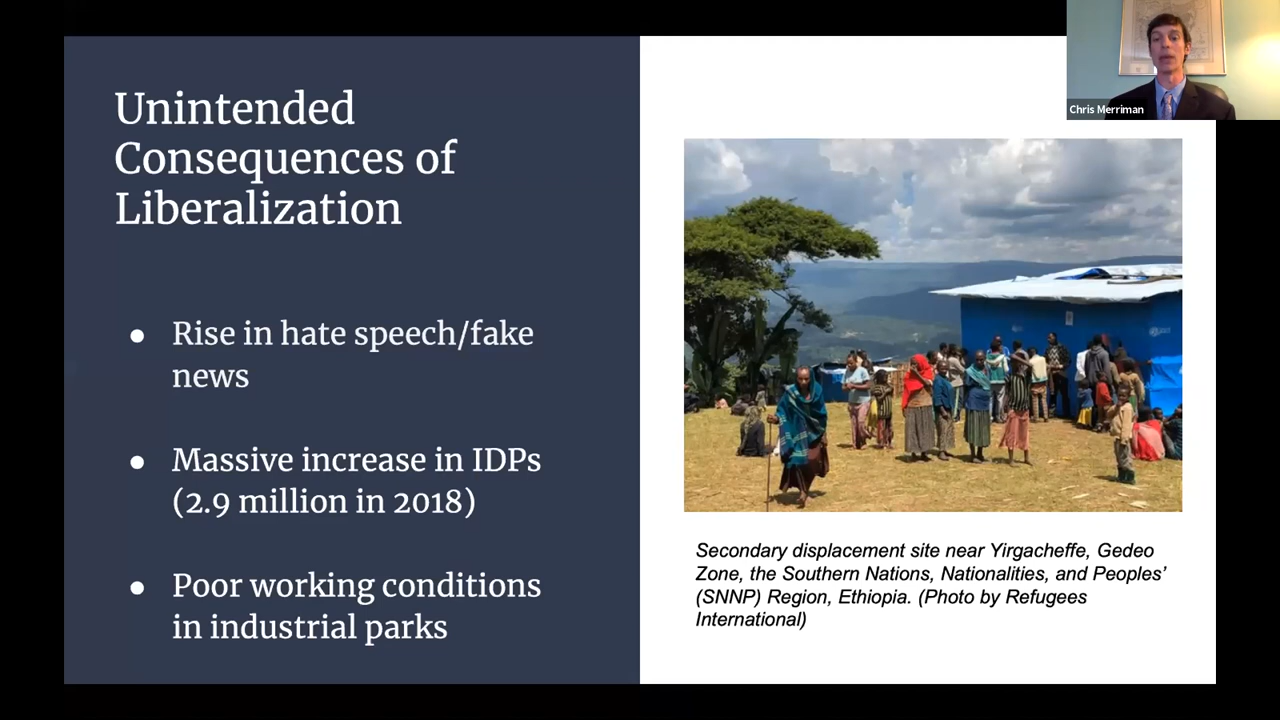 Unintended
Consequences of
Liberalization
● Rise in hate speech/fake
news
● Massive increase in IDPs
(2.9 million in 2018)
● Poor working conditions
in industrial parks
Chris Merriman
Secondary displacement site near Yirgacheffe, Gedeo
Zone, the Southern Nations, Nationalities, and Peoples’
(SNNP) Region, Ethiopia. (Photo by Refugees
International)